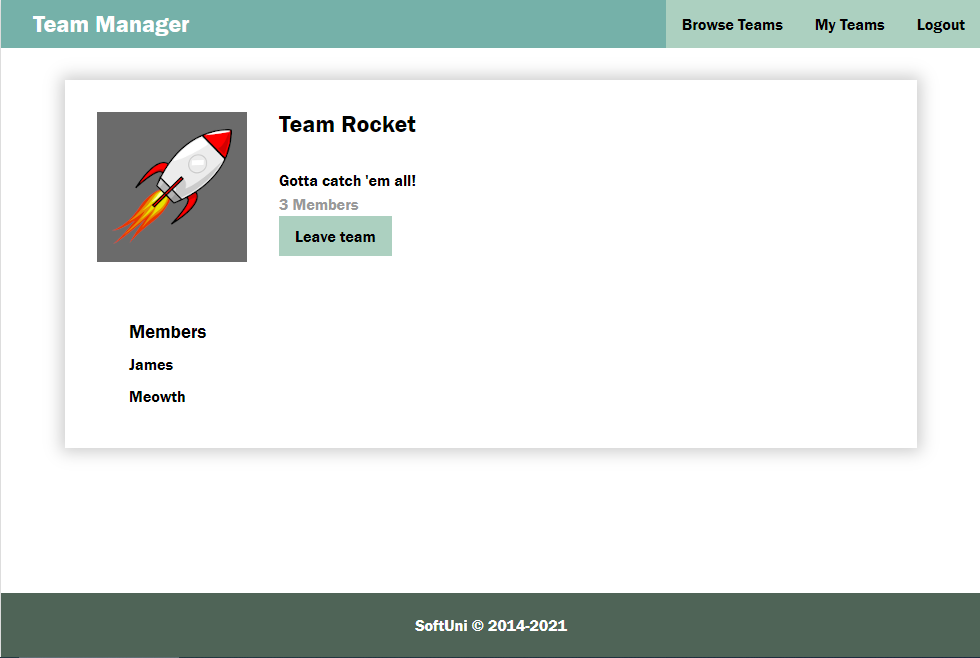 Team Manager
Browse Teams
My Teams
Logout
Team Rocket
Gotta catch 'em all!
3 Members
Leave team
Members
James
Meowth
SoftUni © 2014-2021